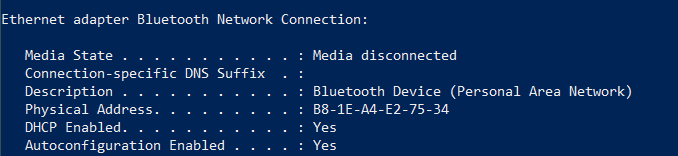 Ethernet adapter Bluetooth Network Connection:
Media State . . . . . . . . . . . : Media disconnected
Connection-specific DNS Suffix  . :
Description . . . . . . . . . . . : Bluetooth Device (Personal Area Network)
Physical Address. . . . . . . . . : B8-1E-A4-E2-75-34
DHCP Enabled. . . . . . . . . . . : Yes
Autoconfiguration Enabled . . . . : Yes